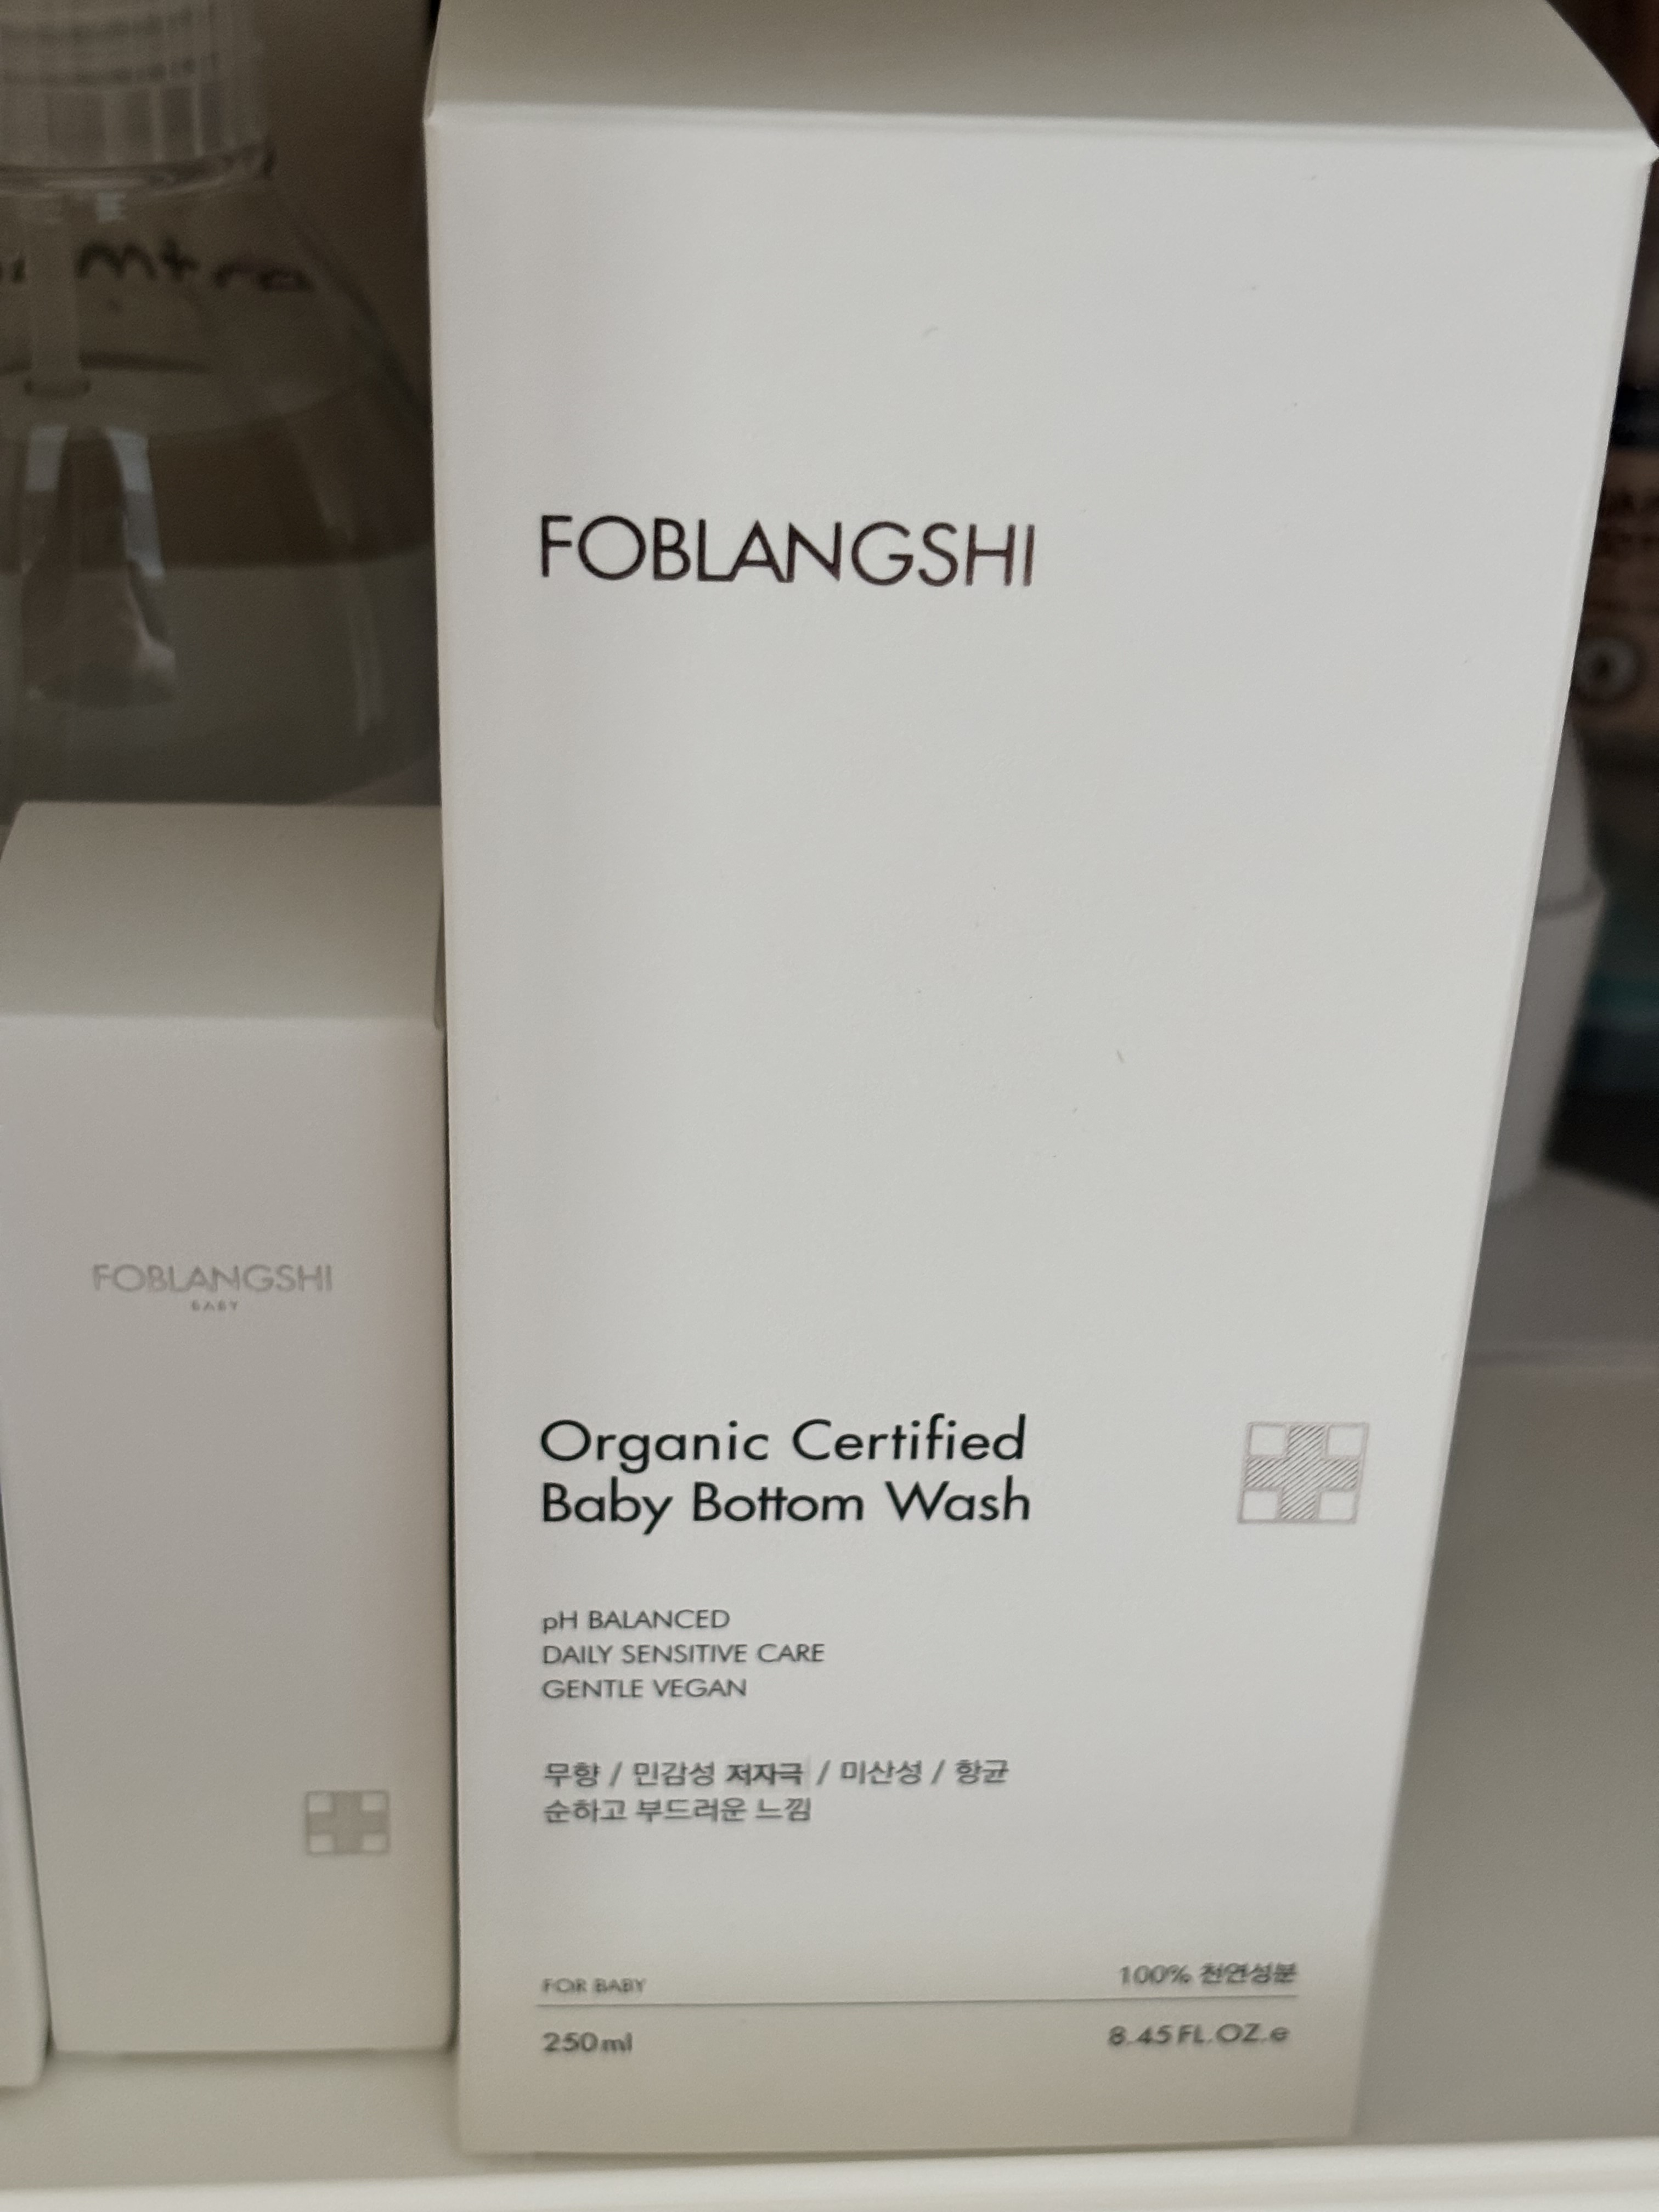 FOBLANGSHI
Organic Certified
Baby Bottom Wash
pH BALANCED
DAILY SENSITIVE CARE
GENTLE VEGAN
무향 / 민감성 저자극 / 미산성 / 항균
순하고 부드러운 느낌
FOR BABY
100% 천연성분
250ml
8.45 FL.OZ.e
FOBLANGSHI
BABY